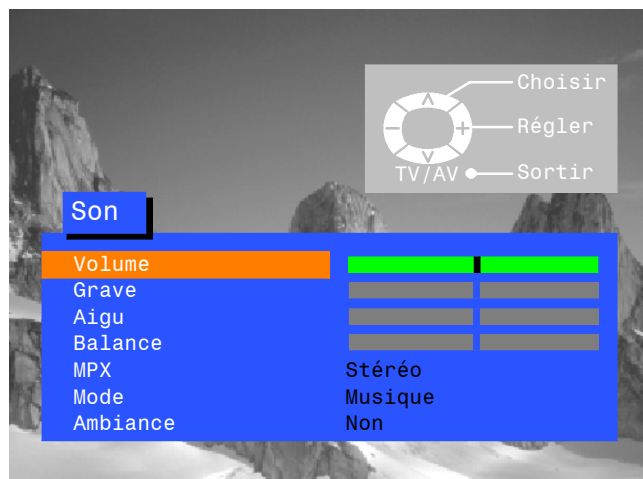 Choisir
Régler
TV/AV Sortir
Son
Volume
Grave
Aigu
Balance
MPX Stéréo
Mode Musique
Ambiance Non